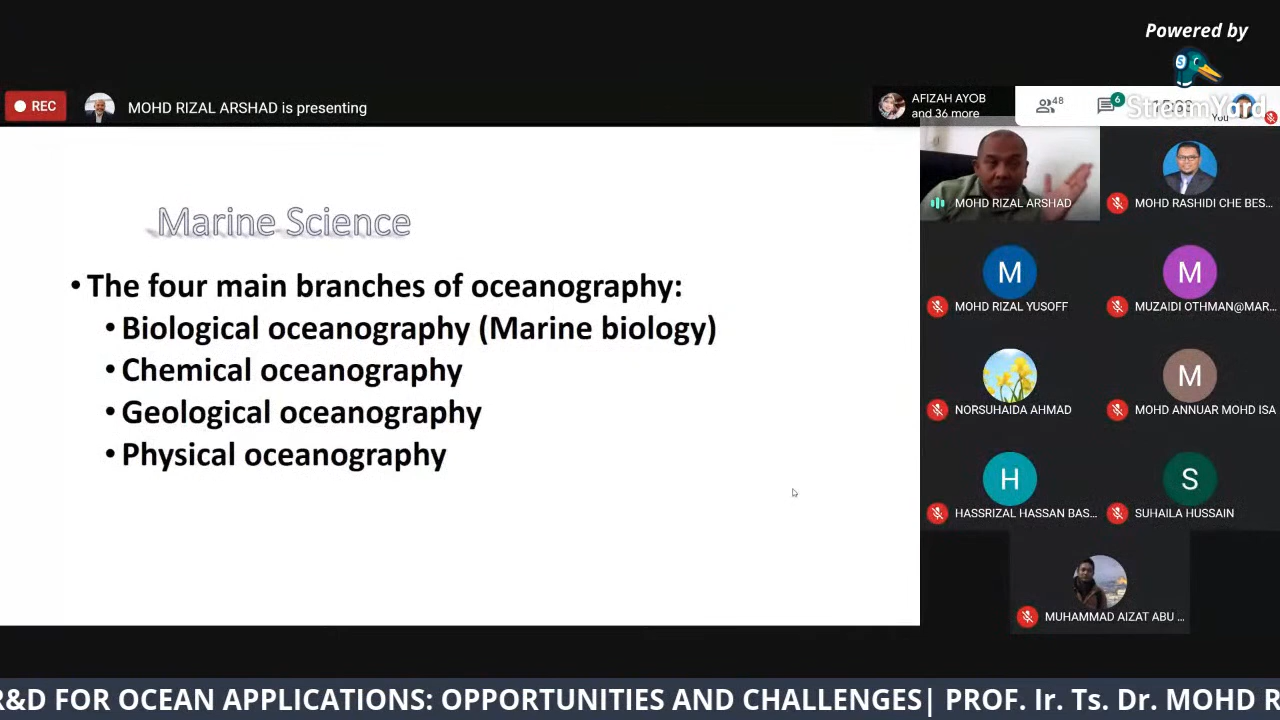 Powered by
S
StreamYard
REC
MOHD RIZAL ARSHAD is presenting
AFIZAH AYOB
and 36 more
48
6
You
Marine Science
• The four main branches of oceanography:
• Biological oceanography (Marine biology)
• Chemical oceanography
• Geological oceanography
• Physical oceanography
MOHD RIZAL ARSHAD
MOHD RASHIDI CHE BES...
M
MOHD RIZAL YUSOFF
M
MUZAIDI OTHMAN@MAR...
NORSUHAIDA AHMAD
M
MOHD ANNUAR MOHD ISA
H
HASSRIZAL HASSAN BAS...
S
SUHAILA HUSSAIN
MUHAMMAD AIZAT ABU ...
R&D FOR OCEAN APPLICATIONS: OPPORTUNITIES AND CHALLENGES| PROF. Ir. Ts. Dr. MOHD R